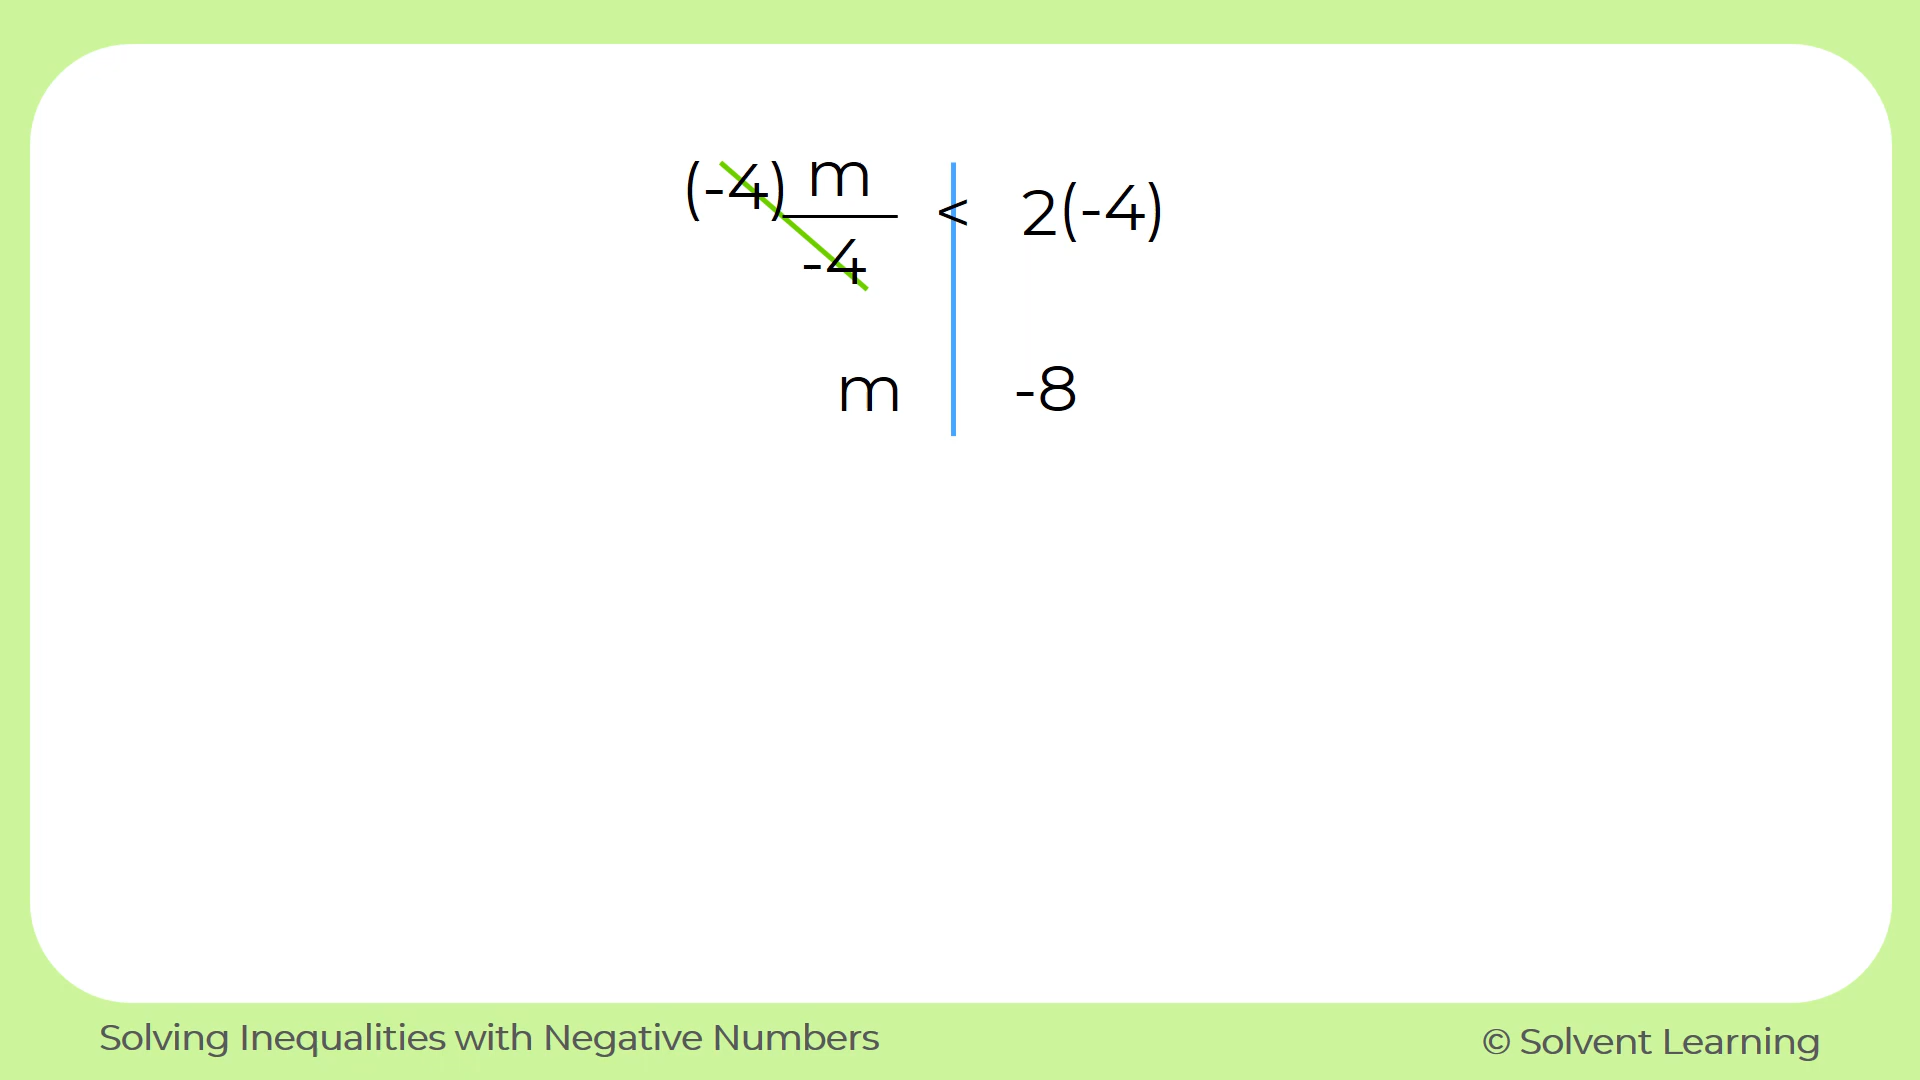 (-4) m < 2(-4)
-4
m -8
Solving Inequalities with Negative Numbers
© Solvent Learning